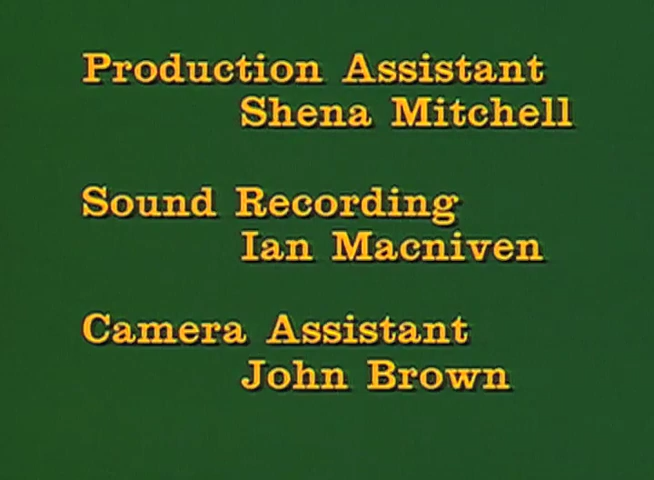 Production Assistant
Shena Mitchell
Sound Recording
Ian Macniven
Camera Assistant
John Brown